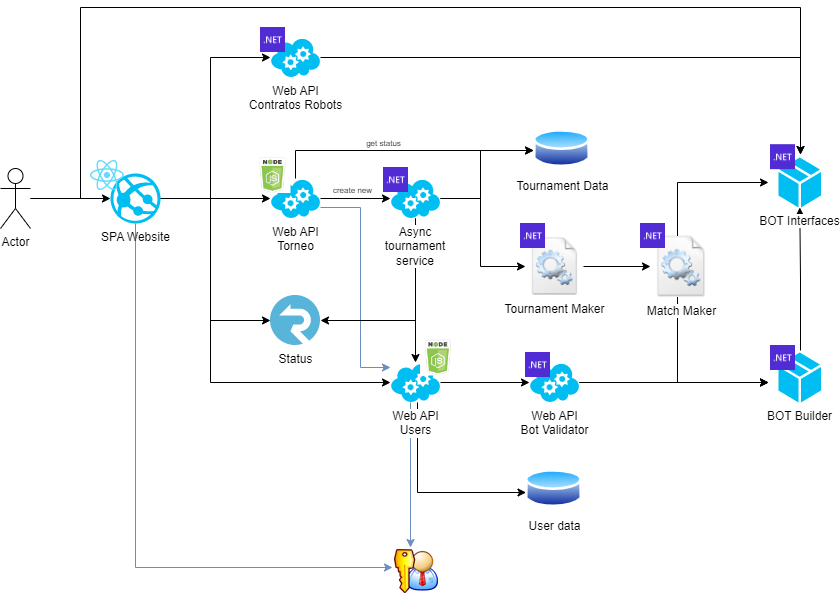 .NET
Web API
Contratos Robots
get status
Tournament Data
.NET
BOT Interfaces
Actor
SPA Website
NODE
JS
Web API
Torneo
create new
.NET
Async
tournament
service
.NET
Tournament Maker
.NET
Match Maker
Status
NODE
JS
Web API
Users
.NET
Web API
Bot Validator
.NET
BOT Builder
User data